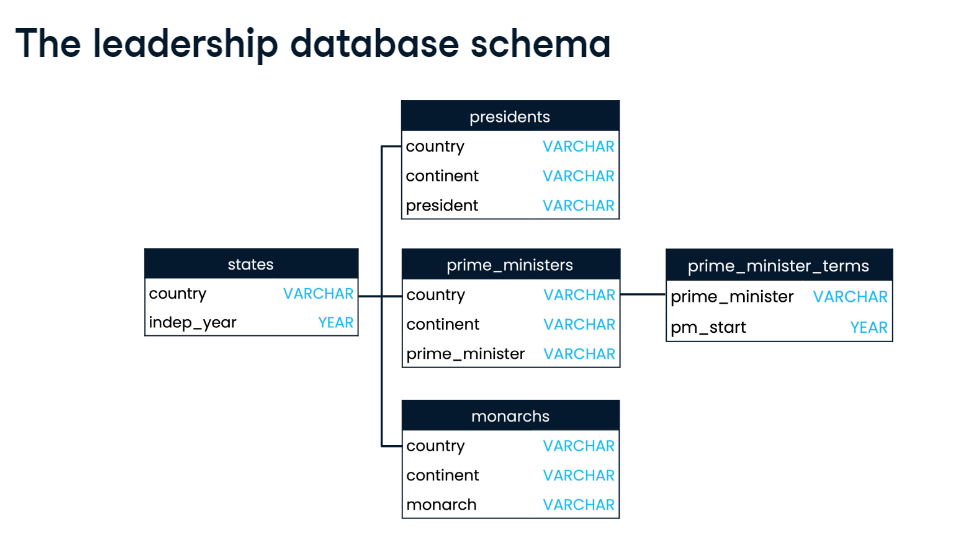 The leadership database schema
presidents
country VARCHAR
continent VARCHAR
president VARCHAR
states
country VARCHAR
indep_year YEAR
prime_ministers
country VARCHAR
continent VARCHAR
prime_minister VARCHAR
prime_minister_terms
prime_minister VARCHAR
pm_start YEAR
monarchs
country VARCHAR
continent VARCHAR
monarch VARCHAR